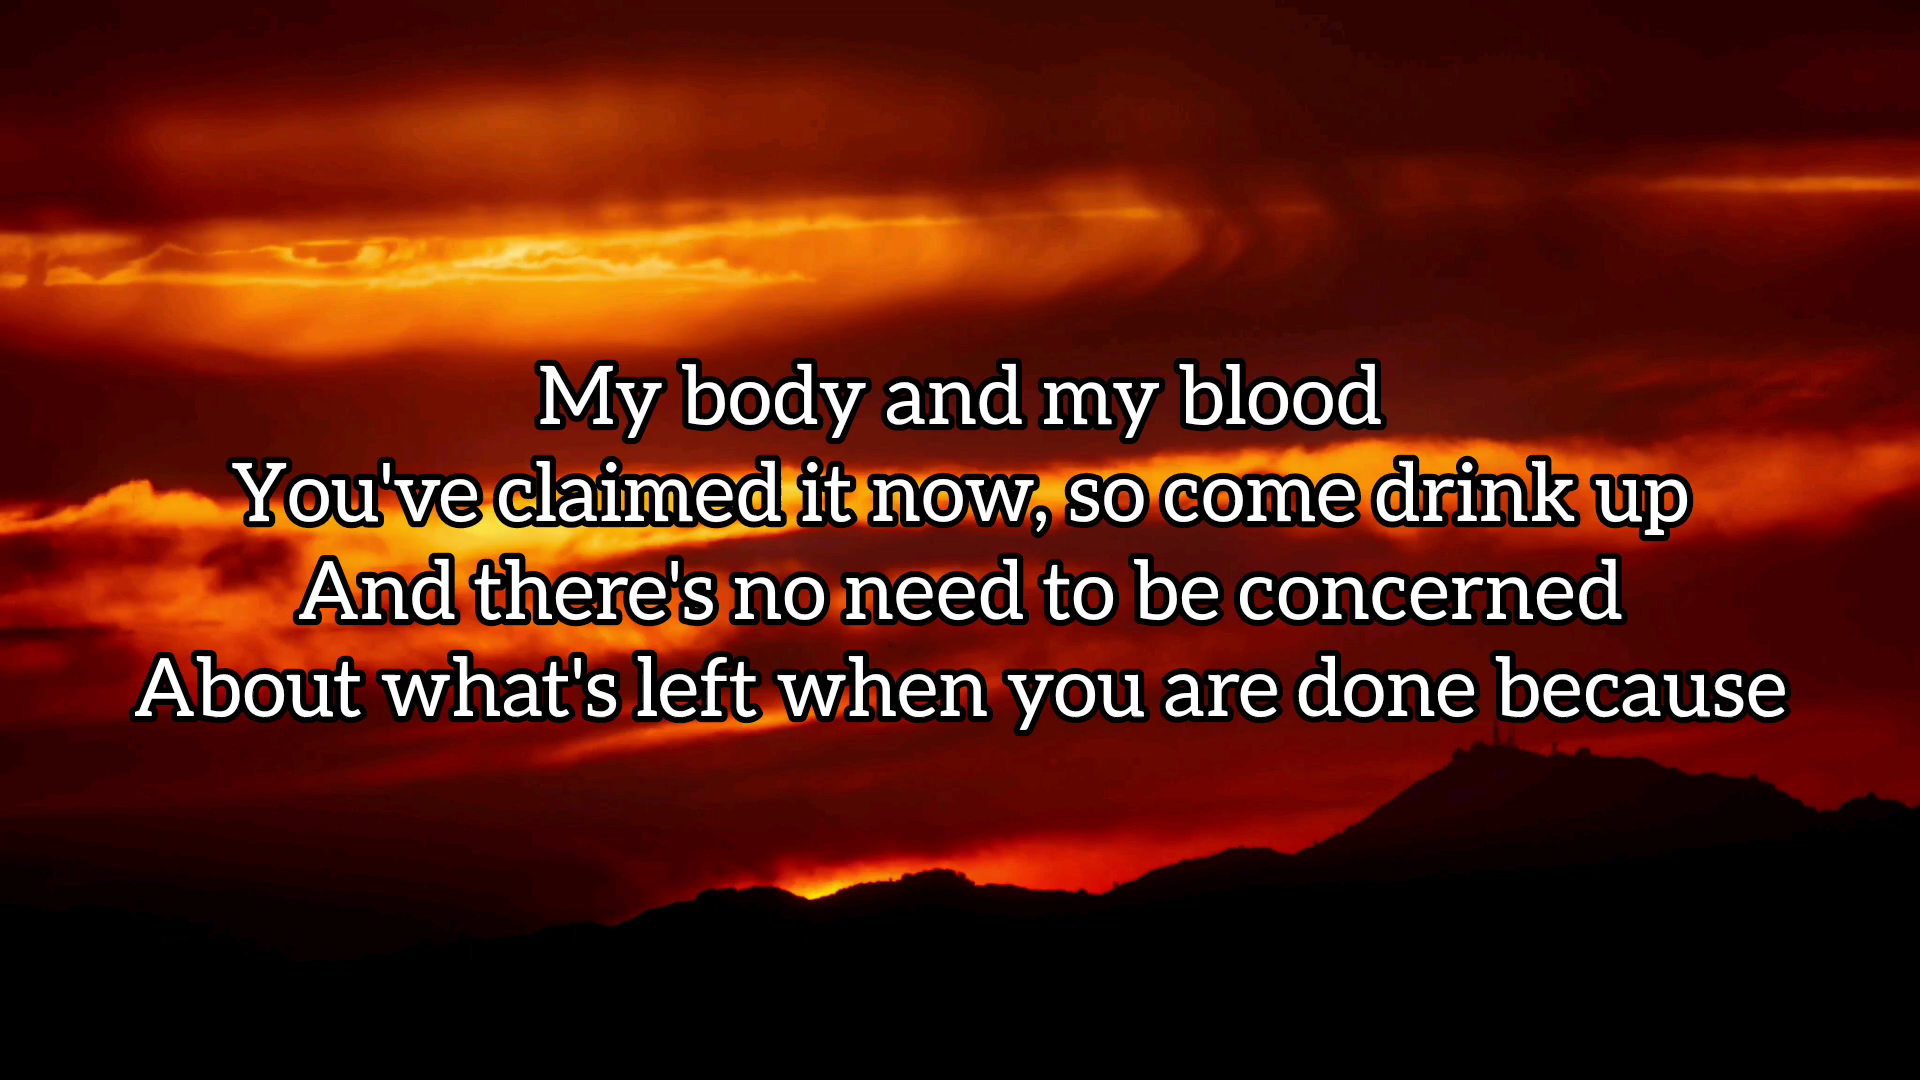 My body and my blood
You've claimed it now, so come drink up
And there's no need to be concerned
About what's left when you are done because